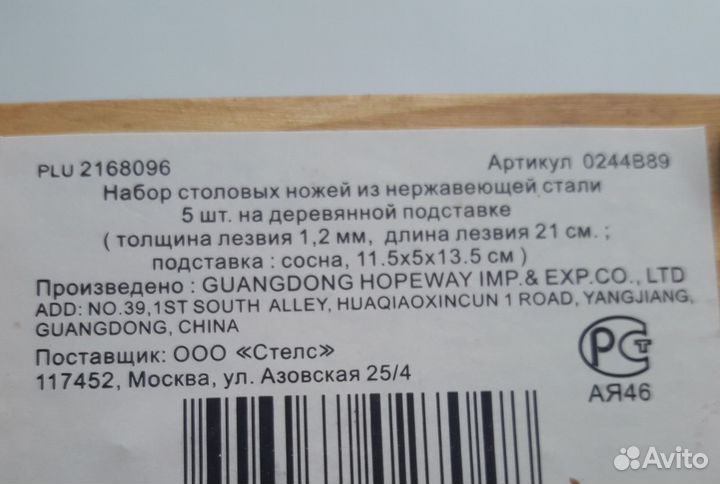 PLU 2168096 Артикул 0244В89
Набор столовых ножей из нержавеющей стали
5 шт. на деревянной подставке
( толщина лезвия 1,2 мм, длина лезвия 21 см. ;
подставка : сосна, 11.5х5х13.5 см )
Произведено : GUANGDONG HOPEWAY IMP.& EXP.CO., LTD
ADD: NO.39,1ST SOUTH ALLEY, HUAQIAOXINCUN 1 ROAD, YANGJIANG,
GUANGDONG, CHINA
Поставщик: ООО «Стелс»
117452, Москва, ул. Азовская 25/4
РСТ
АЯ46
Avito